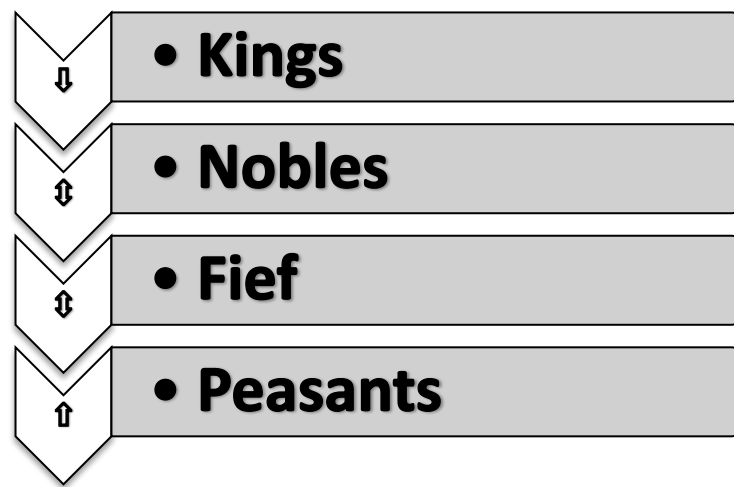 ⇩ • Kings
⇕ • Nobles
⇕ • Fief
⇧ • Peasants